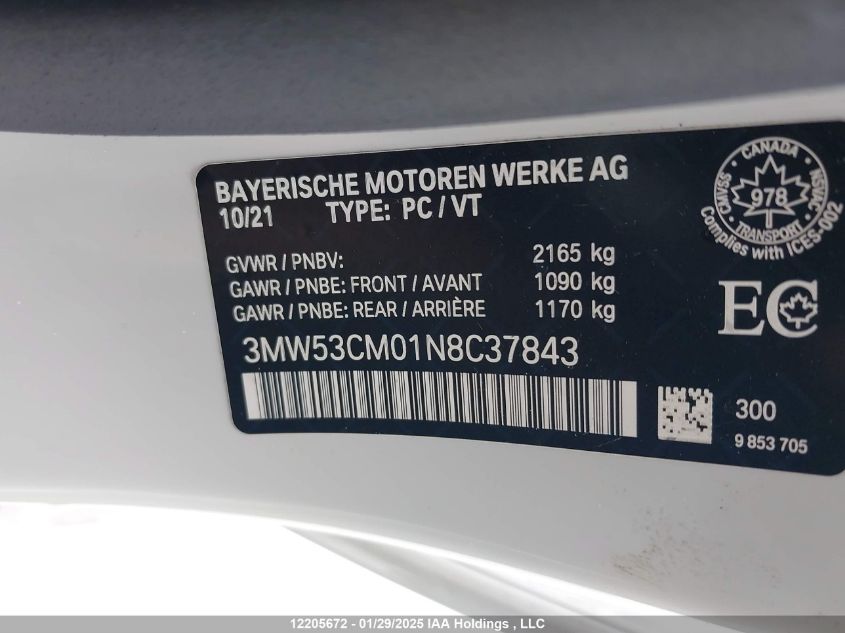 BAYERISCHE MOTOREN WERKE AG
10/21 TYPE: PC / VT
GVWR / PNBV: 2165 kg
GAWR / PNBE: FRONT / AVANT 1090 kg
GAWR / PNBE: REAR / ARRIÈRE 1170 kg
3MW53CM01N8C37843
CANADA
CMVSS 978 NSVAC
TRANSPORT
Complies with ICES-002
EC
300
9 853 705
12205672 - 01/29/2025 IAA Holdings , LLC